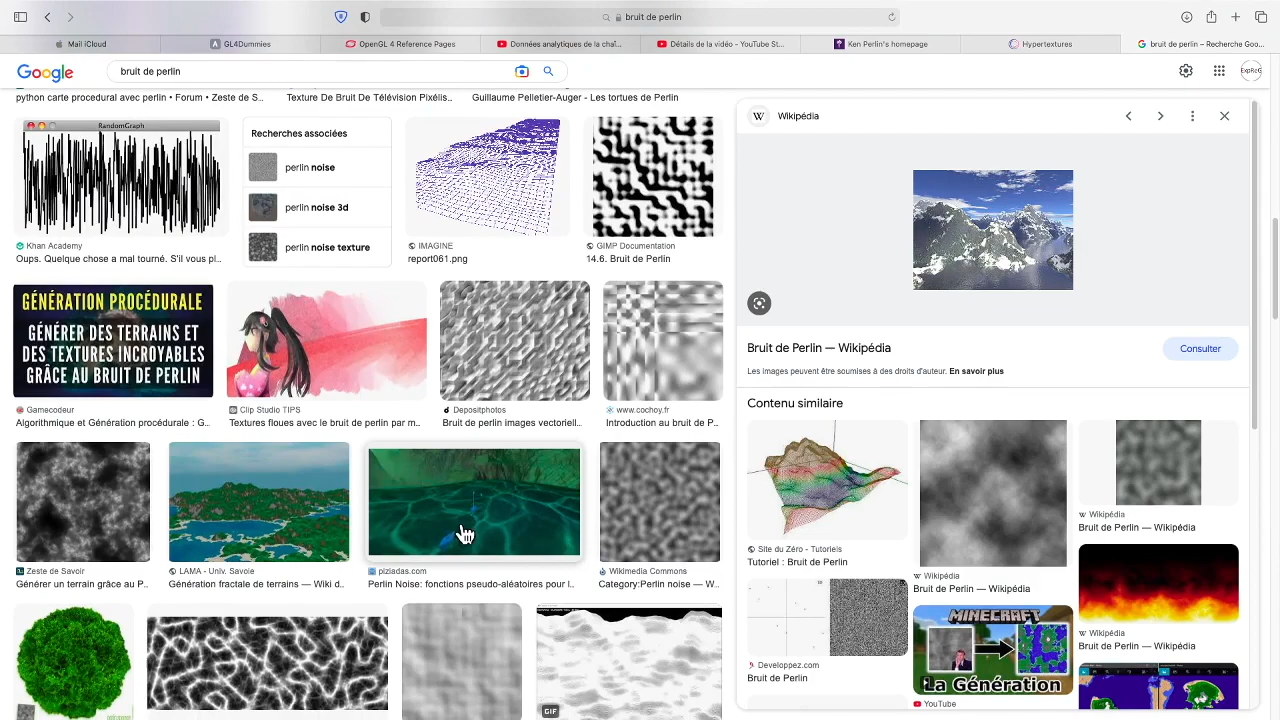 bruit de perlin
Mail iCloud
GL4Dummies
OpenGL 4 Reference Pages
Données analytiques de la chaî...
Détails de la vidéo - YouTube St...
Ken Perlin's homepage
Hypertextures
bruit de perlin – Recherche Goo...
Google
bruit de perlin
ExpReG
python carte procedural avec perlin • Forum • Zeste de S...
Texture De Bruit De Télévision Pixélis...
Guillaume Pelletier-Auger - Les tortues de Perlin
RandomGraph
Khan Academy
Oups. Quelque chose a mal tourné. S'il vous pl...
Recherches associées
perlin noise
perlin noise 3d
perlin noise texture
IMAGINE
report061.png
GIMP Documentation
14.6. Bruit de Perlin
GÉNÉRATION PROCÉDURALE
GÉNÉRER DES TERRAINS ET
DES TEXTURES INCROYABLES
GRÂCE AU BRUIT DE PERLIN
Gamecodeur
Algorithmique et Génération procédurale : G...
Clip Studio TIPS
Textures floues avec le bruit de perlin par m...
Depositphotos
Bruit de perlin images vectoriell...
www.cochoy.fr
Introduction au bruit de P...
Zeste de Savoir
Générer un terrain grâce au P...
LAMA - Univ. Savoie
Génération fractale de terrains — Wiki d...
piziadas.com
Perlin Noise: fonctions pseudo-aléatoires pour l...
Wikimedia Commons
Category:Perlin noise — W...
GIF
W Wikipédia
Bruit de Perlin — Wikipédia
Consulter
Les images peuvent être soumises à des droits d'auteur. En savoir plus
Contenu similaire
Site du Zéro - Tutoriels
Tutoriel : Bruit de Perlin
Wikipédia
Bruit de Perlin — Wikipédia
Wikipédia
Bruit de Perlin — Wikipédia
Developpez.com
Bruit de Perlin
MINECRAFT
La Génération
YouTube
Wikipédia
Bruit de Perlin — Wikipédia